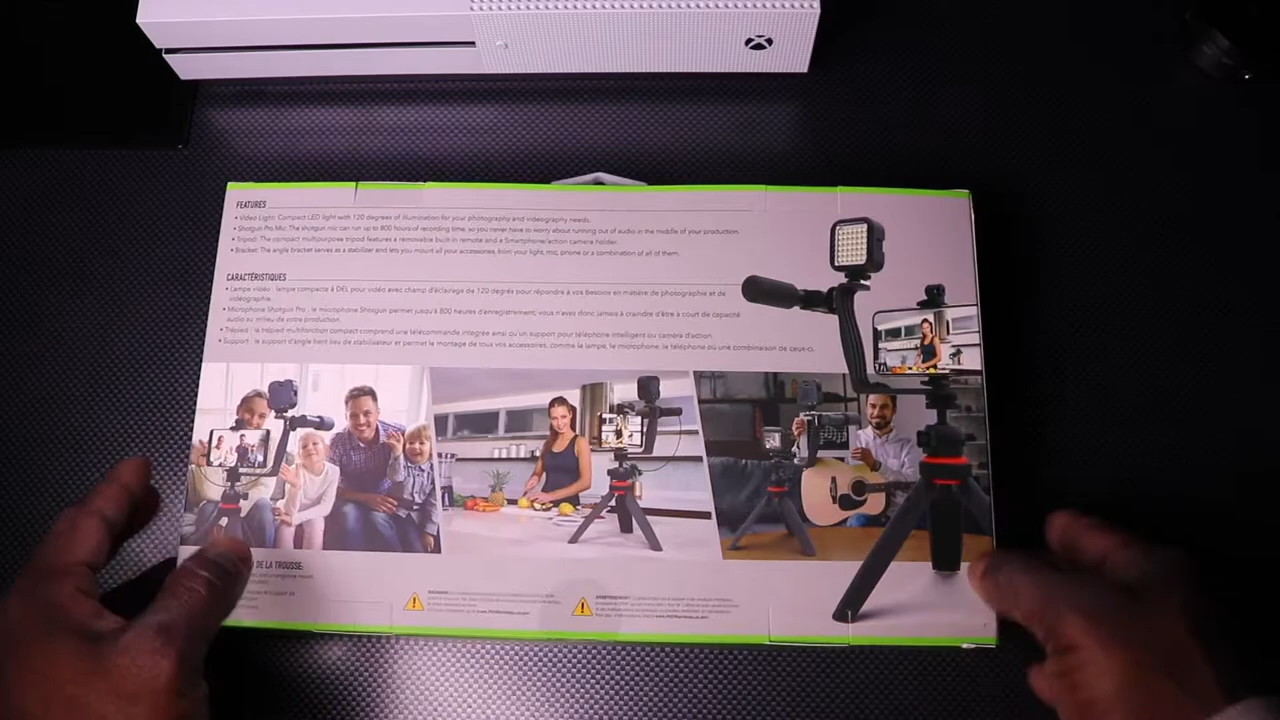 FEATURES
• Video Light: Compact LED light with 120 degrees of illumination for your photography and videography needs.
• Shotgun Pro Mic: The shotgun mic can run up to 800 hours of recording time, so you never have to worry about running out of audio in the middle of your production.
• Tripod: The compact multipurpose tripod features a removable built-in remote and a Smartphone/action camera holder.
• Bracket: The angle bracket serves as a stabilizer and lets you mount all your accessories, from your light, mic, phone or a combination of all of them.
CARACTÉRISTIQUES
• Lampe vidéo : lampe compacte à DEL pour vidéo avec champ d'éclairage de 120 degrés pour répondre à vos besoins en matière de photographie et de
vidéographie.
• Microphone Shotgun Pro : le microphone Shotgun permet jusqu'à 800 heures d'enregistrement; vous n'avez donc jamais à craindre d'être à court de capacité
audio au milieu de votre production.
• Trépied : le trépied multifonction compact comprend une télécommande intégrée ainsi qu'un support pour téléphone intelligent ou caméra d'action.
• Support : le support d'angle tient lieu de stabilisateur et permet le montage de tous vos accessoires, comme la lampe, le microphone, le téléphone où une combinaison de ceux-ci.
DE LA TROUSSE: